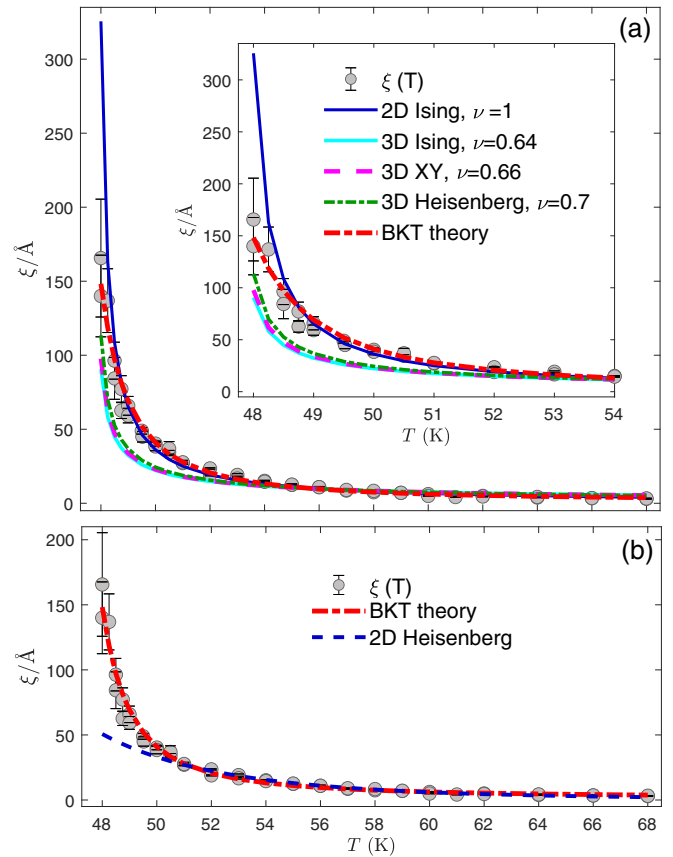 (a)
300
250
200
150
100
50
0
ξ/Å
300
250
200
150
100
50
0
ξ/Å
ξ (T)
2D Ising, ν =1
3D Ising, ν=0.64
3D XY, ν=0.66
3D Heisenberg, ν=0.7
BKT theory
48 49 50 51 52 53 54
T (K)
(b)
200
150
100
50
0
ξ/Å
ξ (T)
BKT theory
2D Heisenberg
48 50 52 54 56 58 60 62 64 66 68
T (K)